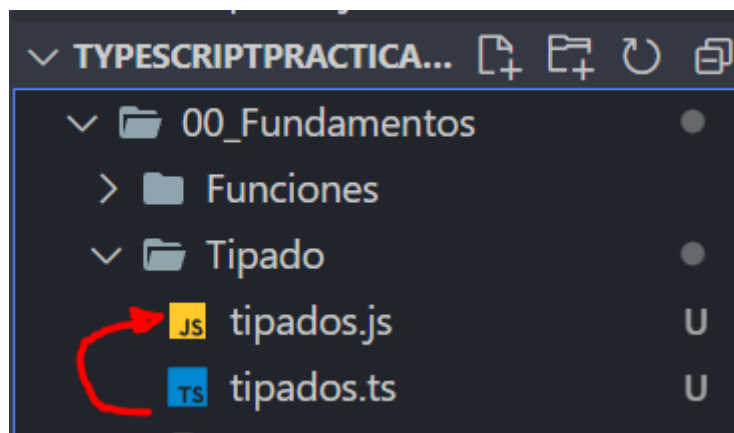 TYPESCRIPTPRACTICA...
00_Fundamentos
Funciones
Tipado
JS tipados.js U
TS tipados.ts U